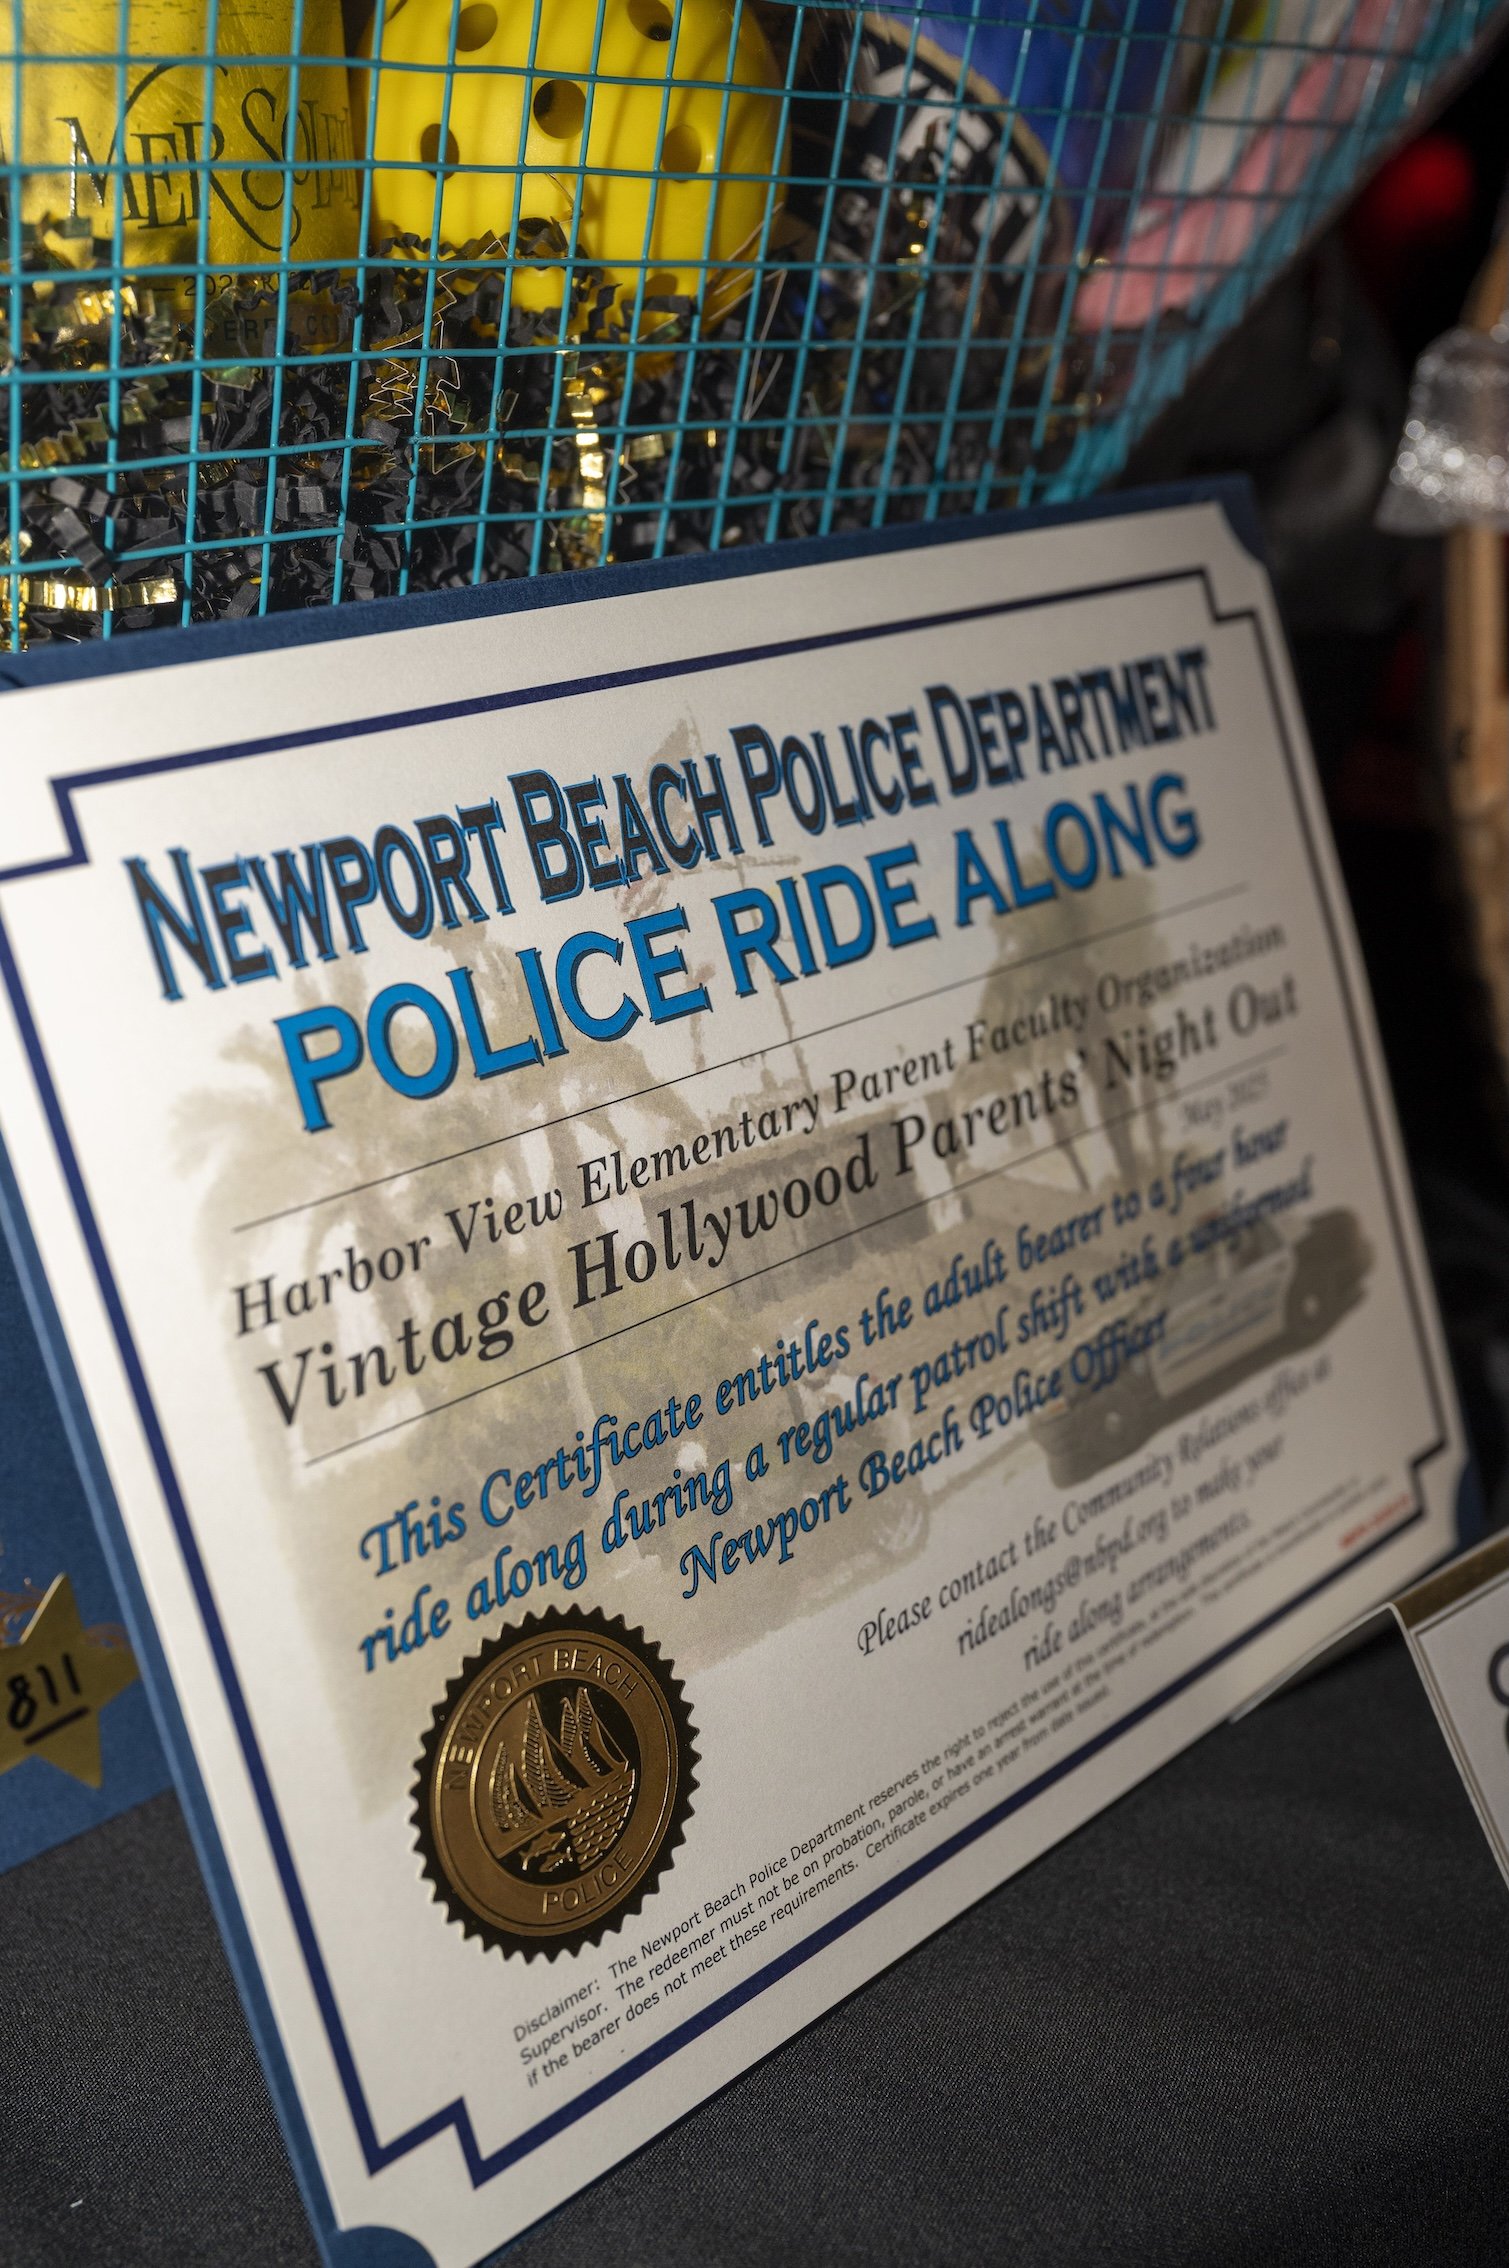 MER SOLEIL
NEWPORT BEACH POLICE DEPARTMENT
POLICE RIDE ALONG
Harbor View Elementary Parent Faculty Organization
Vintage Hollywood Parents' Night Out
May 2025
This Certificate entitles the adult bearer to a four hour
ride along during a regular patrol shift with a uniformed
Newport Beach Police Officer
Please contact the Community Relations office at
ridealongs@nbpd.org to make your
ride along arrangements.
NEWPORT BEACH
POLICE
Disclaimer: The Newport Beach Police Department reserves the right to reject the use of this certificate, at the
Supervisor. The redeemer must not be on probation, parole, or have an arrest warrant at the time of redemption.
if the bearer does not meet these requirements. Certificate expires one year from date issued.
811